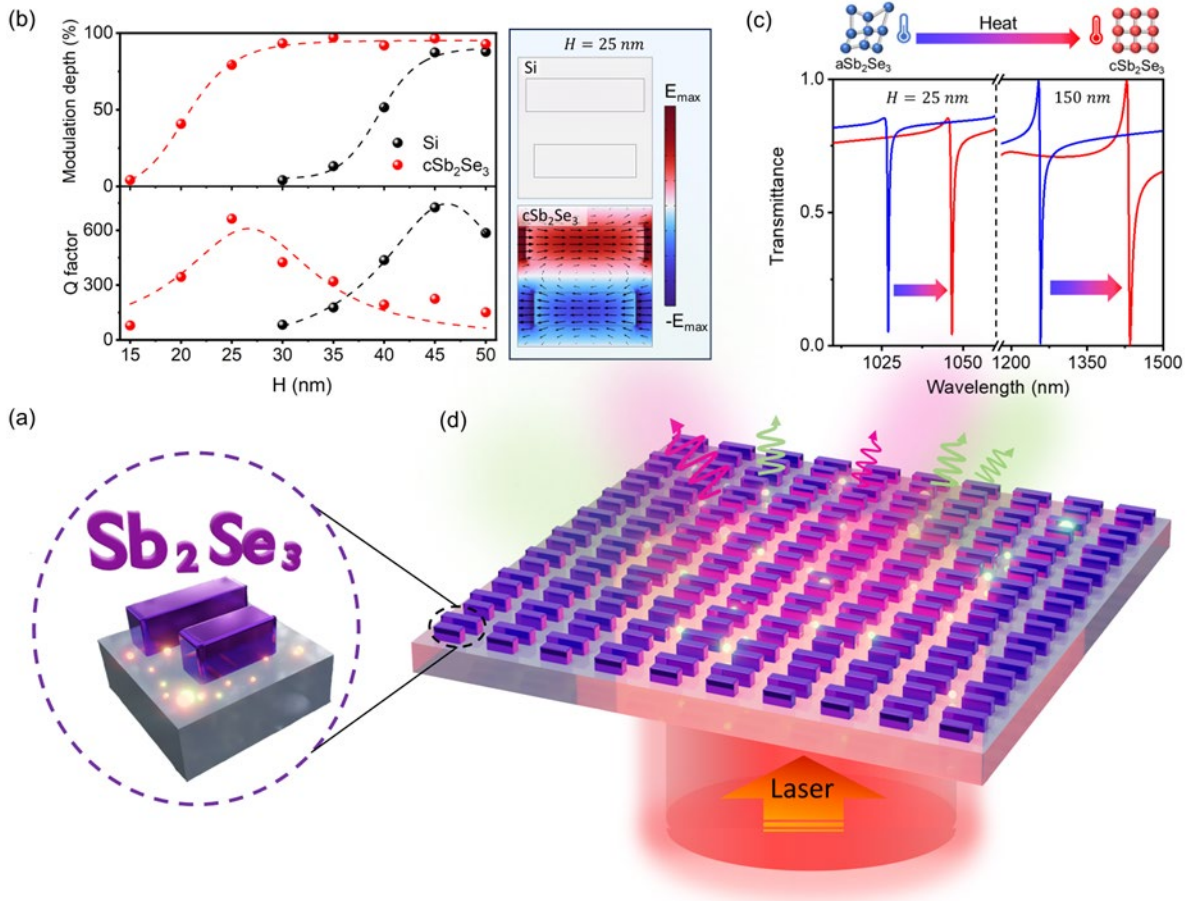 (b)
Modulation depth (%)
100
50
0
Si
cSb₂Se₃
Q factor
600
300
0
15 20 25 30 35 40 45 50
H (nm)
H = 25 nm
Si
cSb₂Se₃
Eₘₐₓ
-Eₘₐₓ
(c)
Heat
aSb₂Se₃
cSb₂Se₃
Transmittance
1.0
0.5
0.0
H = 25 nm
150 nm
1025 1050 1200 1400 1500
Wavelength (nm)
(a)
Sb₂Se₃
(d)
Laser